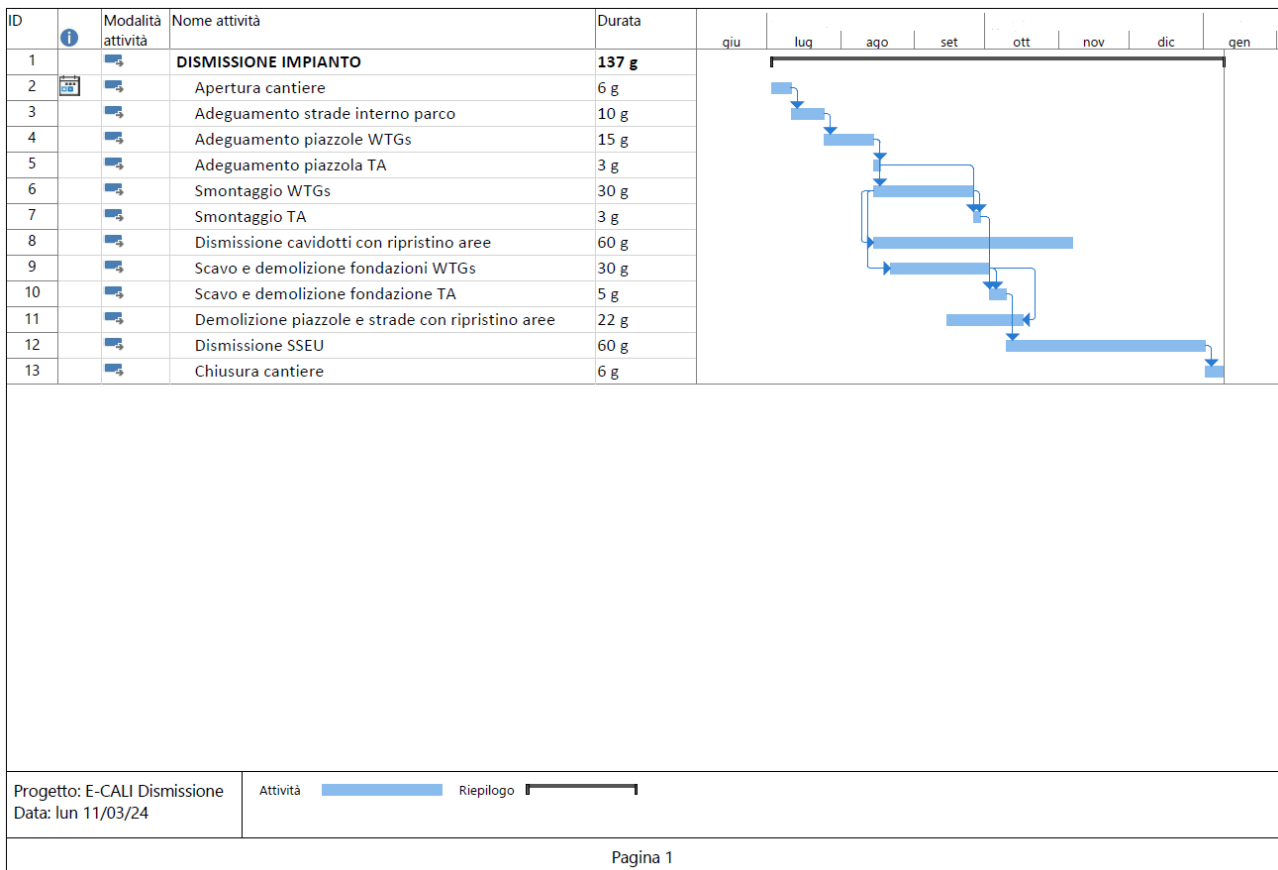 ID Modalità attività Nome attività Durata
giu lug ago set ott nov dic gen
1 DISMISSIONE IMPIANTO 137 g
2 Apertura cantiere 6 g
3 Adeguamento strade interno parco 10 g
4 Adeguamento piazzole WTGs 15 g
5 Adeguamento piazzola TA 3 g
6 Smontaggio WTGs 30 g
7 Smontaggio TA 3 g
8 Dismissione cavidotti con ripristino aree 60 g
9 Scavo e demolizione fondazioni WTGs 30 g
10 Scavo e demolizione fondazione TA 5 g
11 Demolizione piazzole e strade con ripristino aree 22 g
12 Dismissione SSEU 60 g
13 Chiusura cantiere 6 g
Progetto: E-CALI Dismissione
Data: lun 11/03/24
Attività Riepilogo
Pagina 1